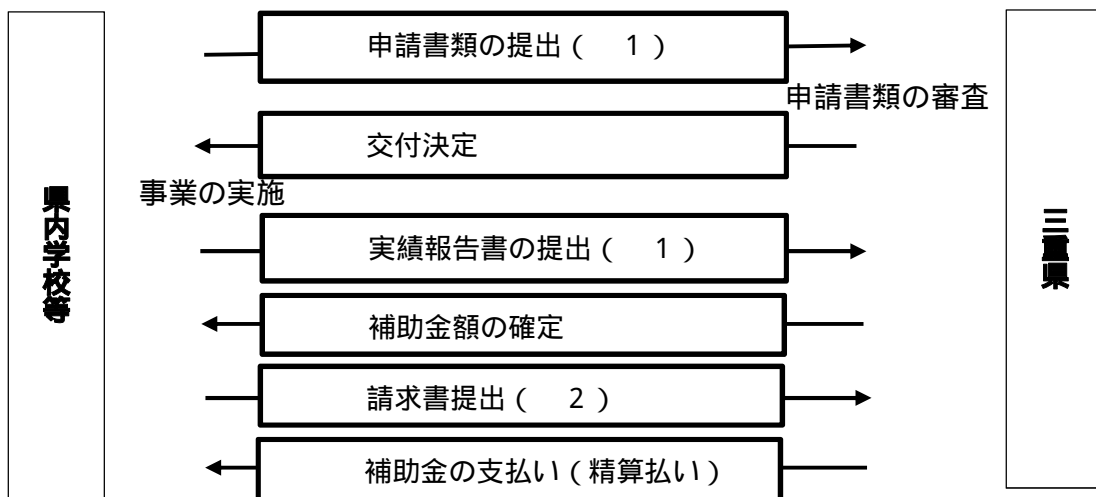 申請書類の提出（　1）
申請書類の審査
交付決定
事業の実施
実績報告書の提出（　1）
補助金額の確定
請求書提出（　2）
補助金の支払い（精算払い）
県内学校等
三重県